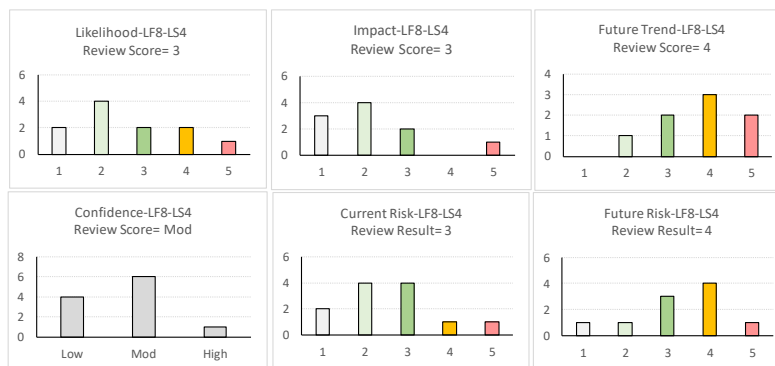 Likelihood-LF8-LS4
Review Score= 3
6
4
2
0
1 2 3 4 5
Impact-LF8-LS4
Review Score= 3
6
4
2
0
1 2 3 4 5
Future Trend-LF8-LS4
Review Score= 4
4
3
2
1
0
1 2 3 4 5
Confidence-LF8-LS4
Review Score= Mod
8
6
4
2
0
Low Mod High
Current Risk-LF8-LS4
Review Result= 3
6
4
2
0
1 2 3 4 5
Future Risk-LF8-LS4
Review Result= 4
6
4
2
0
1 2 3 4 5